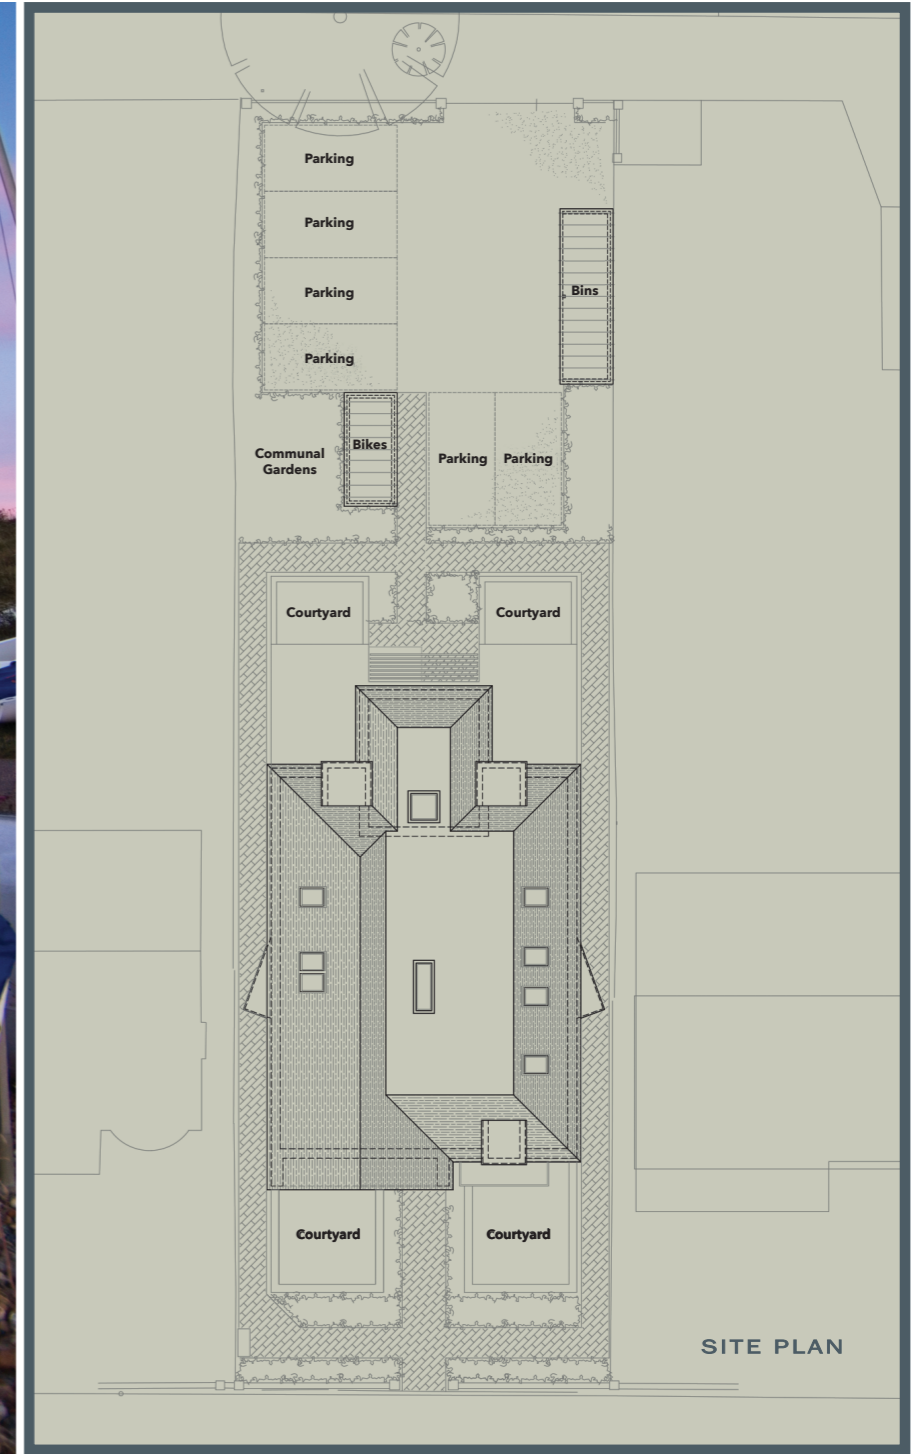 Parking
Parking
Parking
Bins
Parking
Communal
Gardens
Bikes
Parking
Parking
Courtyard
Courtyard
Courtyard
Courtyard
SITE PLAN